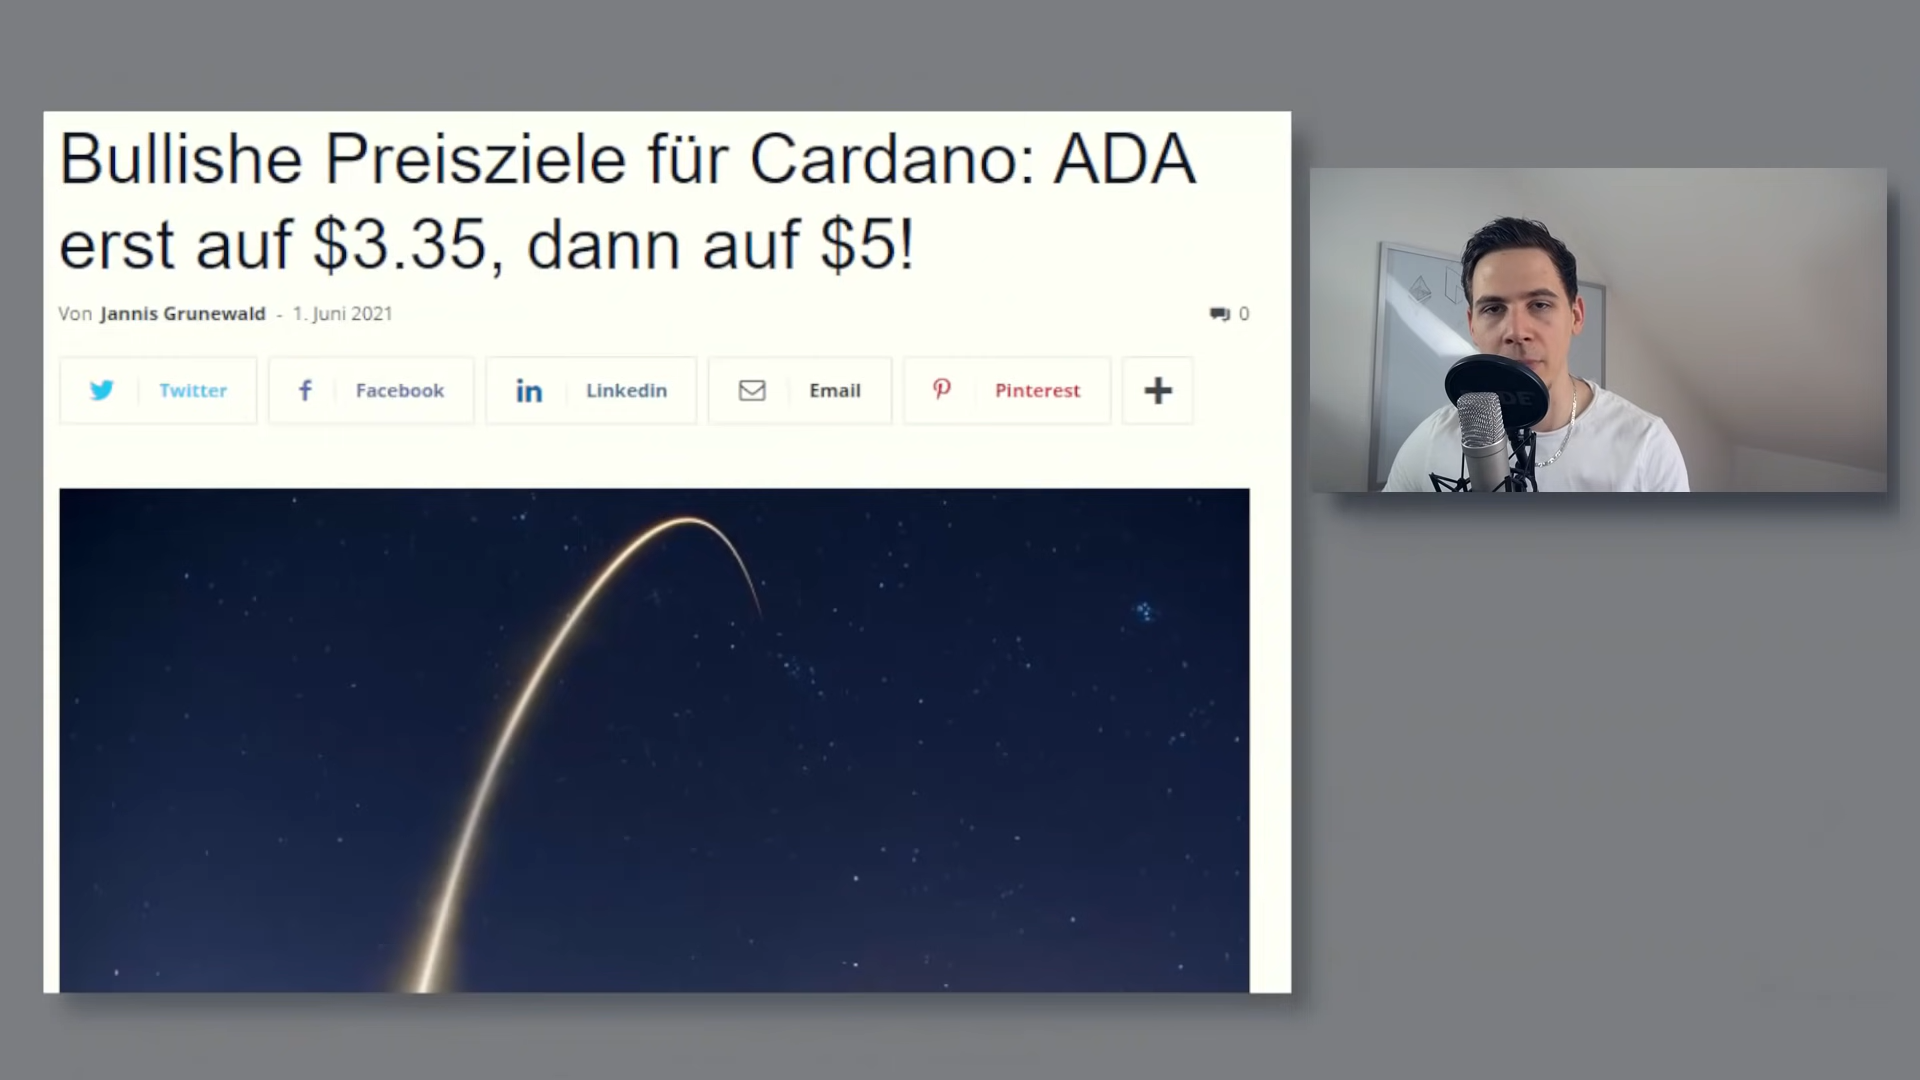 Bullishe Preisziele für Cardano: ADA
erst auf $3.35, dann auf $5!
Von Jannis Grunewald - 1. Juni 2021
0
Twitter
Facebook
Linkedin
Email
Pinterest